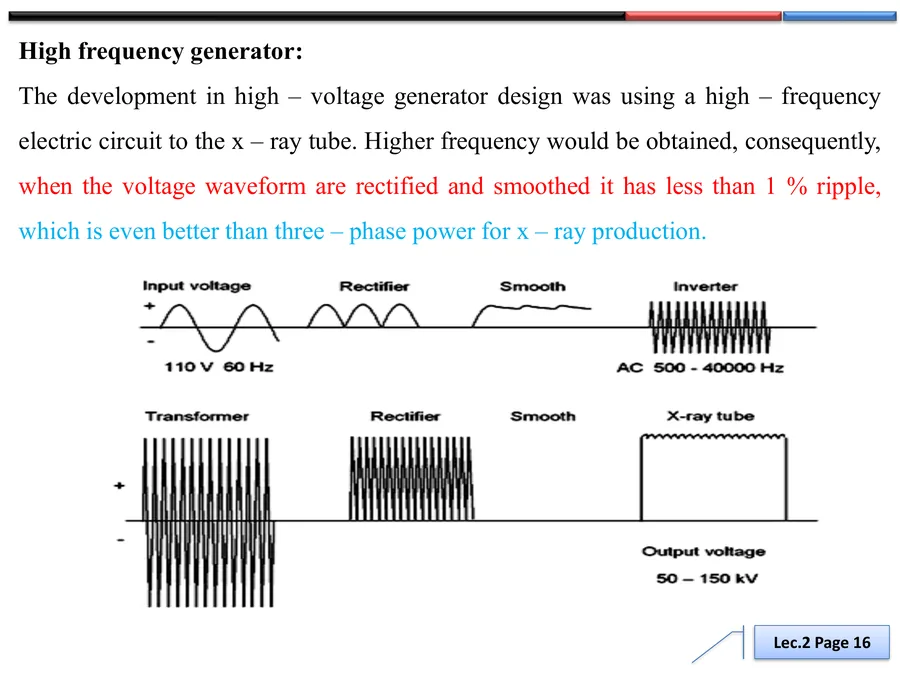 High frequency generator:
The development in high – voltage generator design was using a high – frequency
electric circuit to the x – ray tube. Higher frequency would be obtained, consequently,
when the voltage waveform are rectified and smoothed it has less than 1 % ripple,
which is even better than three – phase power for x – ray production.
Input voltage Rectifier Smooth Inverter
+
-
110 V 60 Hz AC 500 - 40000 Hz
Transformer Rectifier Smooth X-ray tube
+
-
Output voltage
50 – 150 kV
Lec.2 Page 16